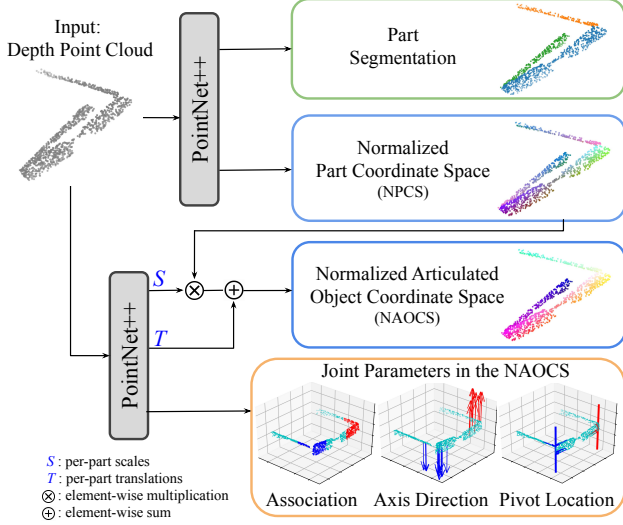 Input:
Depth Point Cloud
PointNet++
Part
Segmentation
Normalized
Part Coordinate Space
(NPCS)
PointNet++
S
T
Normalized Articulated
Object Coordinate Space
(NAOCS)
Joint Parameters in the NAOCS
Association
Axis Direction
Pivot Location
S : per-part scales
T : per-part translations
⊗ : element-wise multiplication
⊕ : element-wise sum